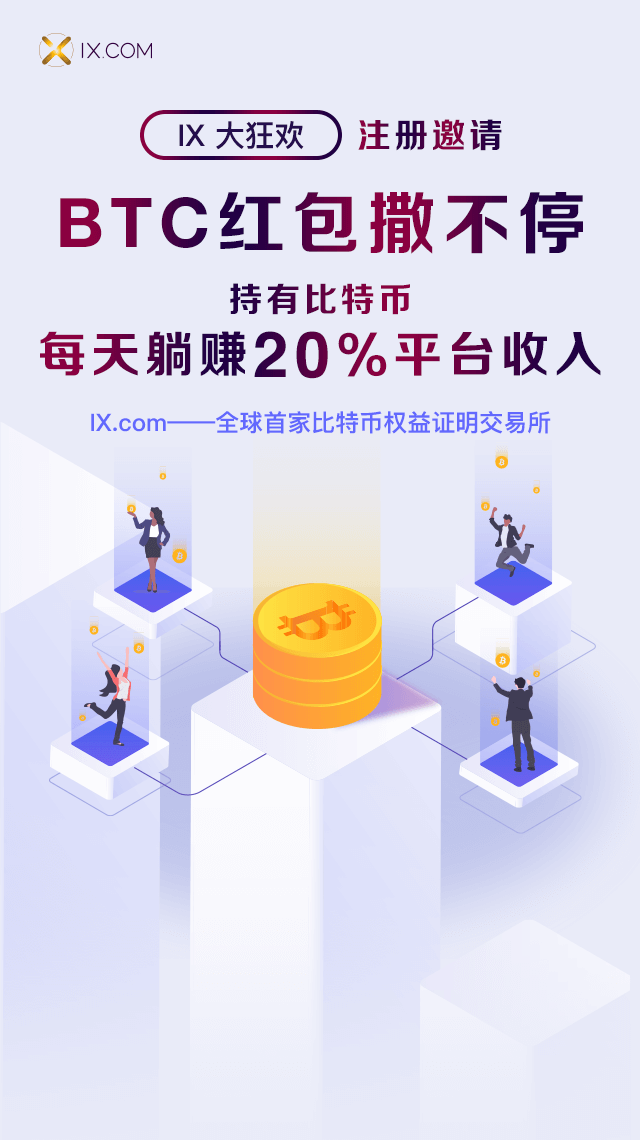 IX.COM
IX 大狂欢 注册邀请
BTC红包撒不停
持有比特币
每天躺赚20%平台收入
IX.com——全球首家比特币权益证明交易所